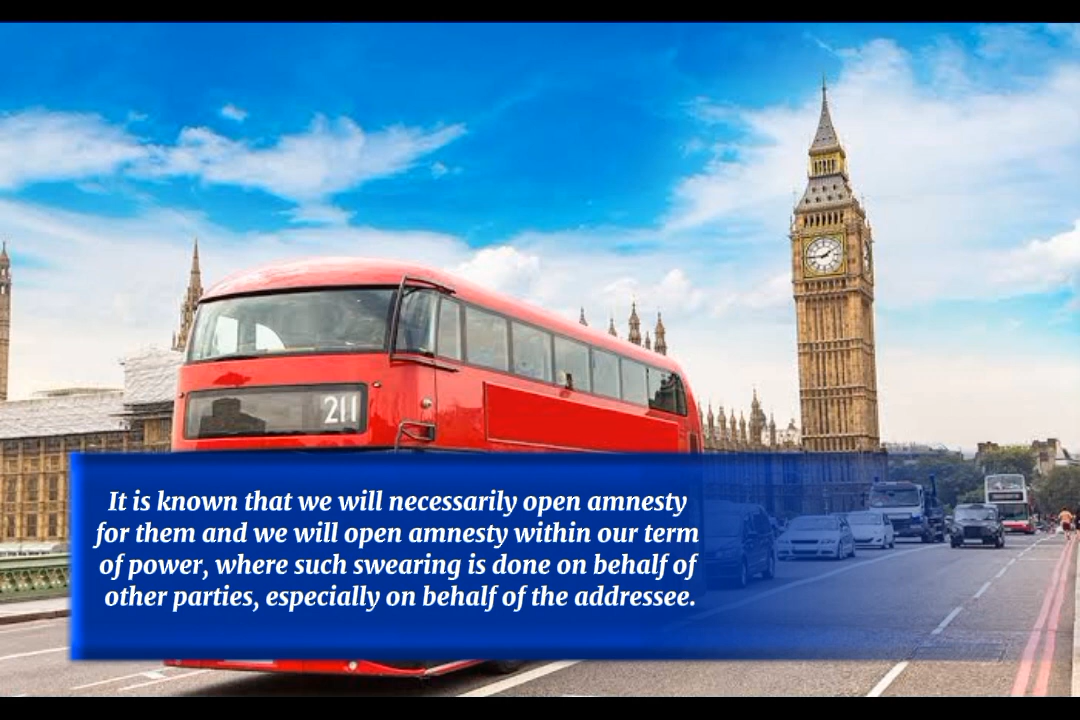 211
It is known that we will necessarily open amnesty
for them and we will open amnesty within our term
of power, where such swearing is done on behalf of
other parties, especially on behalf of the addressee.